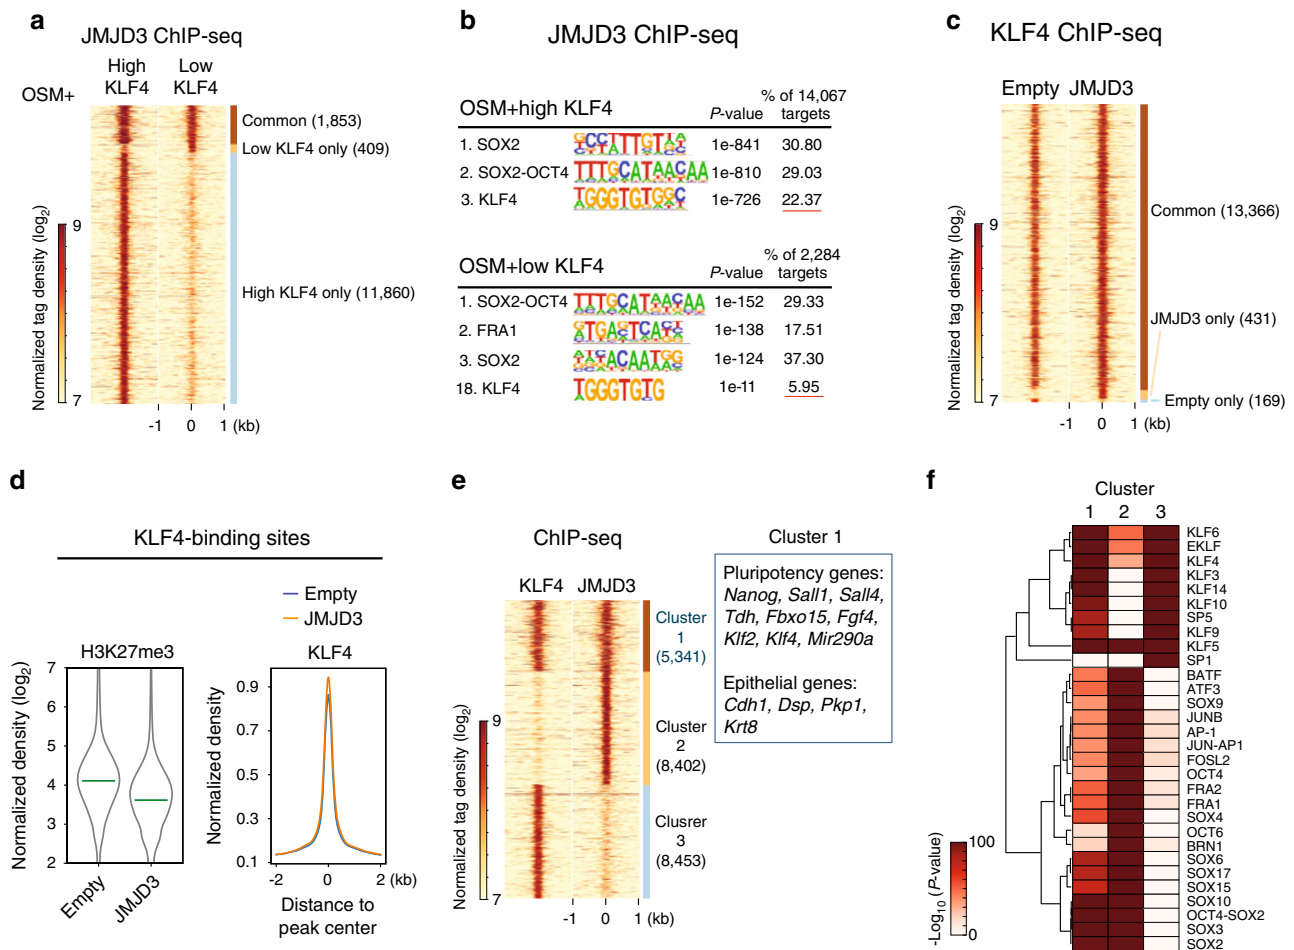 a
JMJD3 ChIP-seq
High KLF4
Low KLF4
OSM+
Common (1,853)
Low KLF4 only (409)
High KLF4 only (11,860)
Normalized tag density (log2)
9
7
-1 0 1 (kb)
b
JMJD3 ChIP-seq
OSM+high KLF4 P-value % of 14,067 targets
1. SOX2 1e-841 30.80
2. SOX2-OCT4 TTTGCATAACAA 1e-810 29.03
3. KLF4 1e-726 22.37
OSM+low KLF4 P-value % of 2,284 targets
1. SOX2-OCT4 1e-152 29.33
2. FRA1 1e-138 17.51
3. SOX2 1e-124 37.30
18. KLF4 TGGGTGTG 1e-11 5.95
c
KLF4 ChIP-seq
Empty JMJD3
Common (13,366)
JMJD3 only (431)
Empty only (169)
Normalized tag density (log2)
9
7
-1 0 1 (kb)
d
KLF4-binding sites
Empty
JMJD3
H3K27me3
Normalized density (log2)
7
6
5
4
3
2
Empty
JMJD3
KLF4
Normalized density
0.9
0.7
0.5
0.3
0.1
-2 0 2 (kb)
Distance to
peak center
e
ChIP-seq
KLF4 JMJD3
Cluster
1
(5,341)
Cluster
2
(8,402)
Clusrer
3
(8,453)
Normalized tag density (log2)
9
7
-1 0 1 (kb)
Cluster 1
Pluripotency genes:
Nanog, Sall1, Sall4,
Tdh, Fbxo15, Fgf4,
Klf2, Klf4, Mir290a
Epithelial genes:
Cdh1, Dsp, Pkp1,
Krt8
f
Cluster
1 2 3
KLF6
EKLF
KLF4
KLF3
KLF14
KLF10
SP5
KLF9
KLF5
SP1
BATF
ATF3
SOX9
JUNB
AP-1
JUN-AP1
FOSL2
OCT4
FRA2
FRA1
SOX4
OCT6
BRN1
SOX6
SOX17
SOX15
SOX10
OCT4-SOX2
SOX3
SOX2
-Log10 (P-value)
100
0